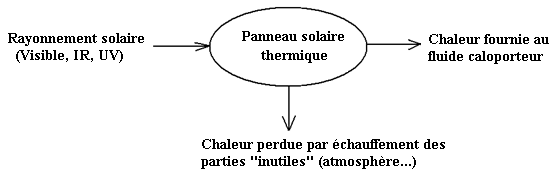 Rayonnement solaire
(Visible, IR, UV)
Panneau solaire
thermique
Chaleur fournie au
fluide caloporteur
Chaleur perdue par échauffement des
parties "inutiles" (atmosphère...)